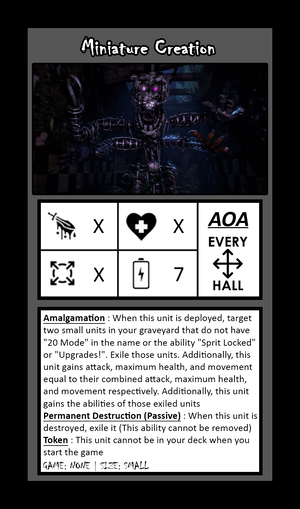 Miniature Creation
X
X
AOA
EVERY
HALL
X
7
Amalgamation : When this unit is deployed, target
two small units in your graveyard that do not have
"20 Mode" in the name or the ability "Sprit Locked"
or "Upgrades!". Exile those units. Additionally, this
unit gains attack, maximum health, and movement
equal to their combined attack, maximum health,
and movement respectively. Additionally, this unit
gains the abilities of those exiled units
Permanent Destruction (Passive) : When this unit is
destroyed, exile it (This ability cannot be removed)
Token : This unit cannot be in your deck when you
start the game
GAME: NONE | SIZE: SMALL